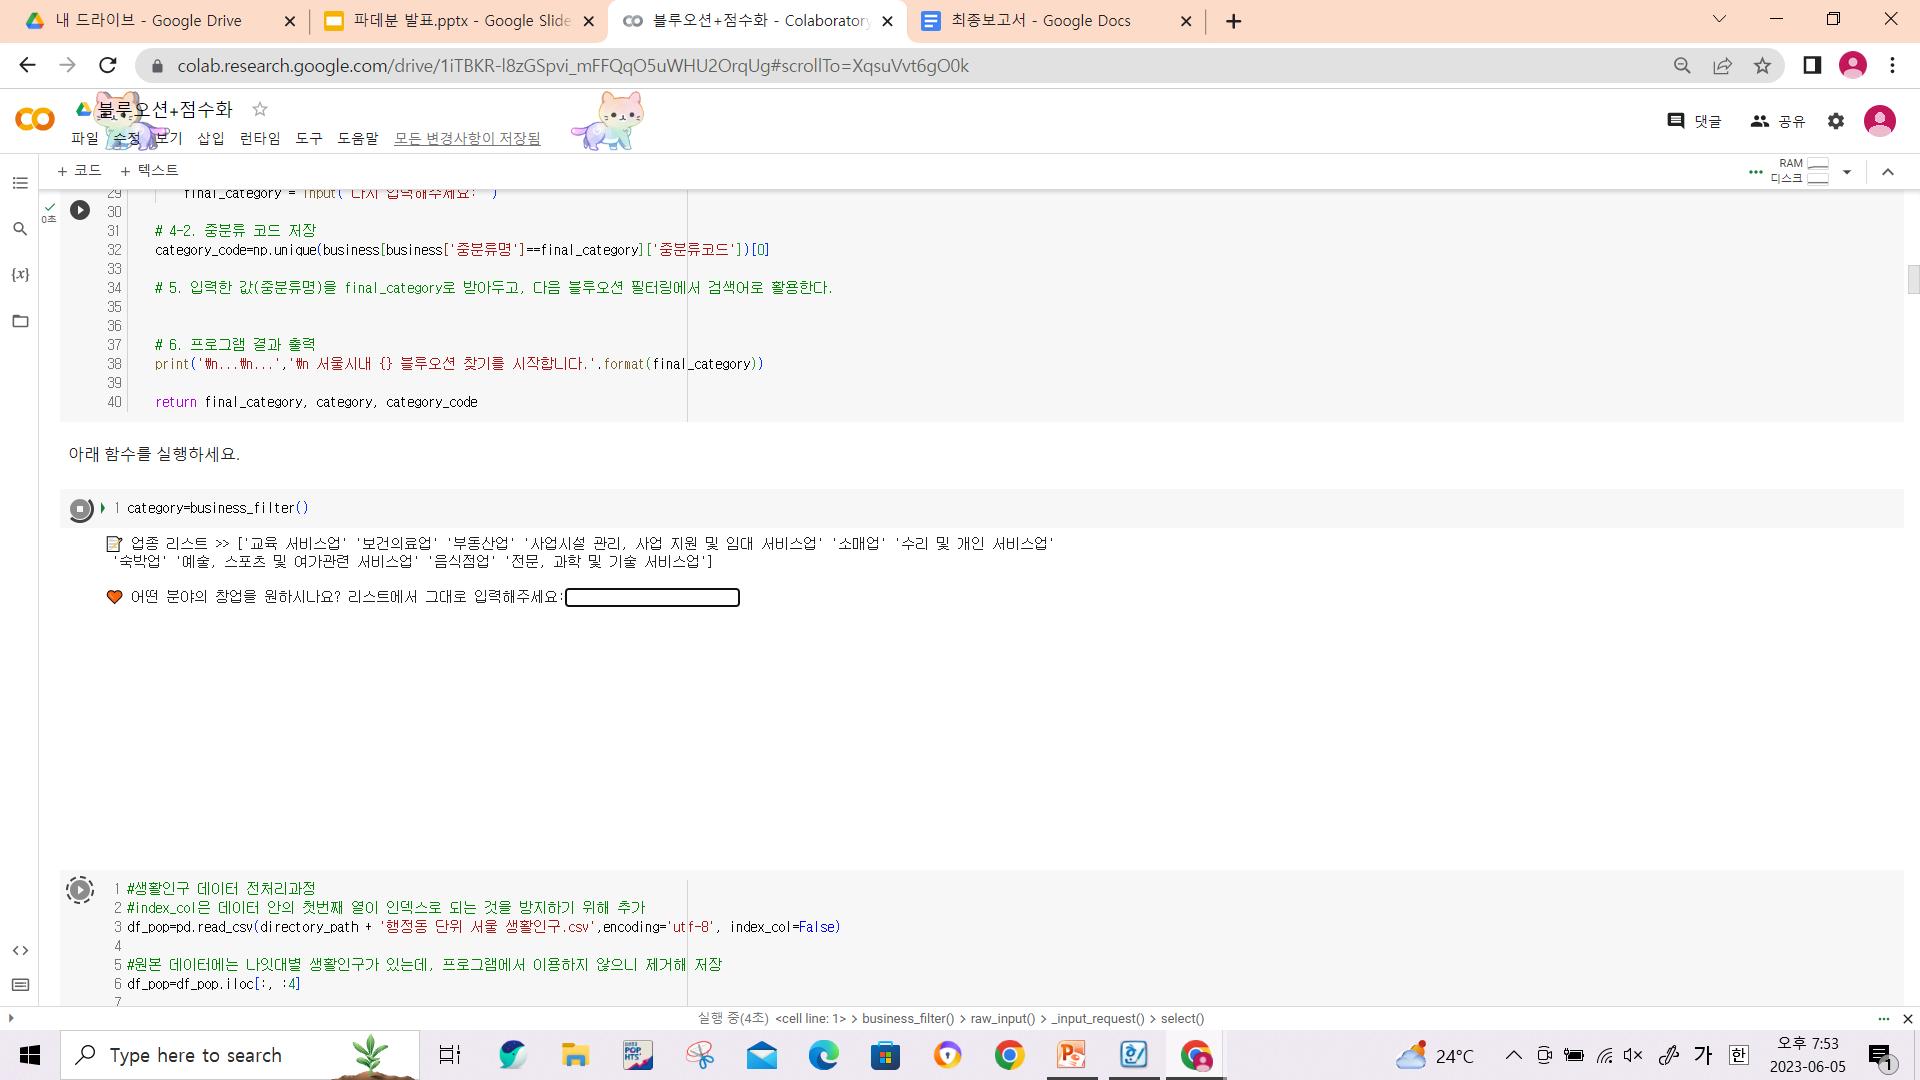 내 드라이브 - Google Drive
파데분 발표.pptx - Google Slide
블루오션+점수화 - Colaboratory
최종보고서 - Google Docs
colab.research.google.com/drive/1iTBKR-l8zGSpvi_mFFQqO5uWHU2OrqUg#scrollTo=XqsuVvt6gO0k
블루오션+점수화
파일 수정 보기 삽입 런타임 도구 도움말 모든 변경사항이 저장됨
댓글 공유
+ 코드 + 텍스트
RAM
디스크
0초
29 final_category = input('다시 입력해주세요: ')
30
31 # 4-2. 중분류 코드 저장
32 category_code=np.unique(business[business['중분류명']==final_category]['중분류코드'])[0]
33
34 # 5. 입력한 값(중분류명)을 final_category로 받아두고, 다음 블루오션 필터링에서 검색어로 활용한다.
35
36
37 # 6. 프로그램 결과 출력
38 print('₩n...₩n...','₩n 서울시내 {} 블루오션 찾기를 시작합니다.'.format(final_category))
39
40 return final_category, category, category_code
아래 함수를 실행하세요.
1 category=business_filter()
📝 업종 리스트 >> ['교육 서비스업' '보건의료업' '부동산업' '사업시설 관리, 사업 지원 및 임대 서비스업' '소매업' '수리 및 개인 서비스업'
'숙박업' '예술, 스포츠 및 여가관련 서비스업' '음식점업' '전문, 과학 및 기술 서비스업']
🧡 어떤 분야의 창업을 원하시나요? 리스트에서 그대로 입력해주세요:
1 #생활인구 데이터 전처리과정
2 #index_col은 데이터 안의 첫번째 열이 인덱스로 되는 것을 방지하기 위해 추가
3 df_pop=pd.read_csv(directory_path + '행정동 단위 서울 생활인구.csv',encoding='utf-8', index_col=False)
4
5 #원본 데이터에는 나잇대별 생활인구가 있는데, 프로그램에서 이용하지 않으니 제거해 저장
6 df_pop=df_pop.iloc[:, :4]
7
실행 중(4초) <cell line: 1> > business_filter() > raw_input() > _input_request() > select()
Type here to search
24°C
가
한
오후 7:53
2023-06-05
1